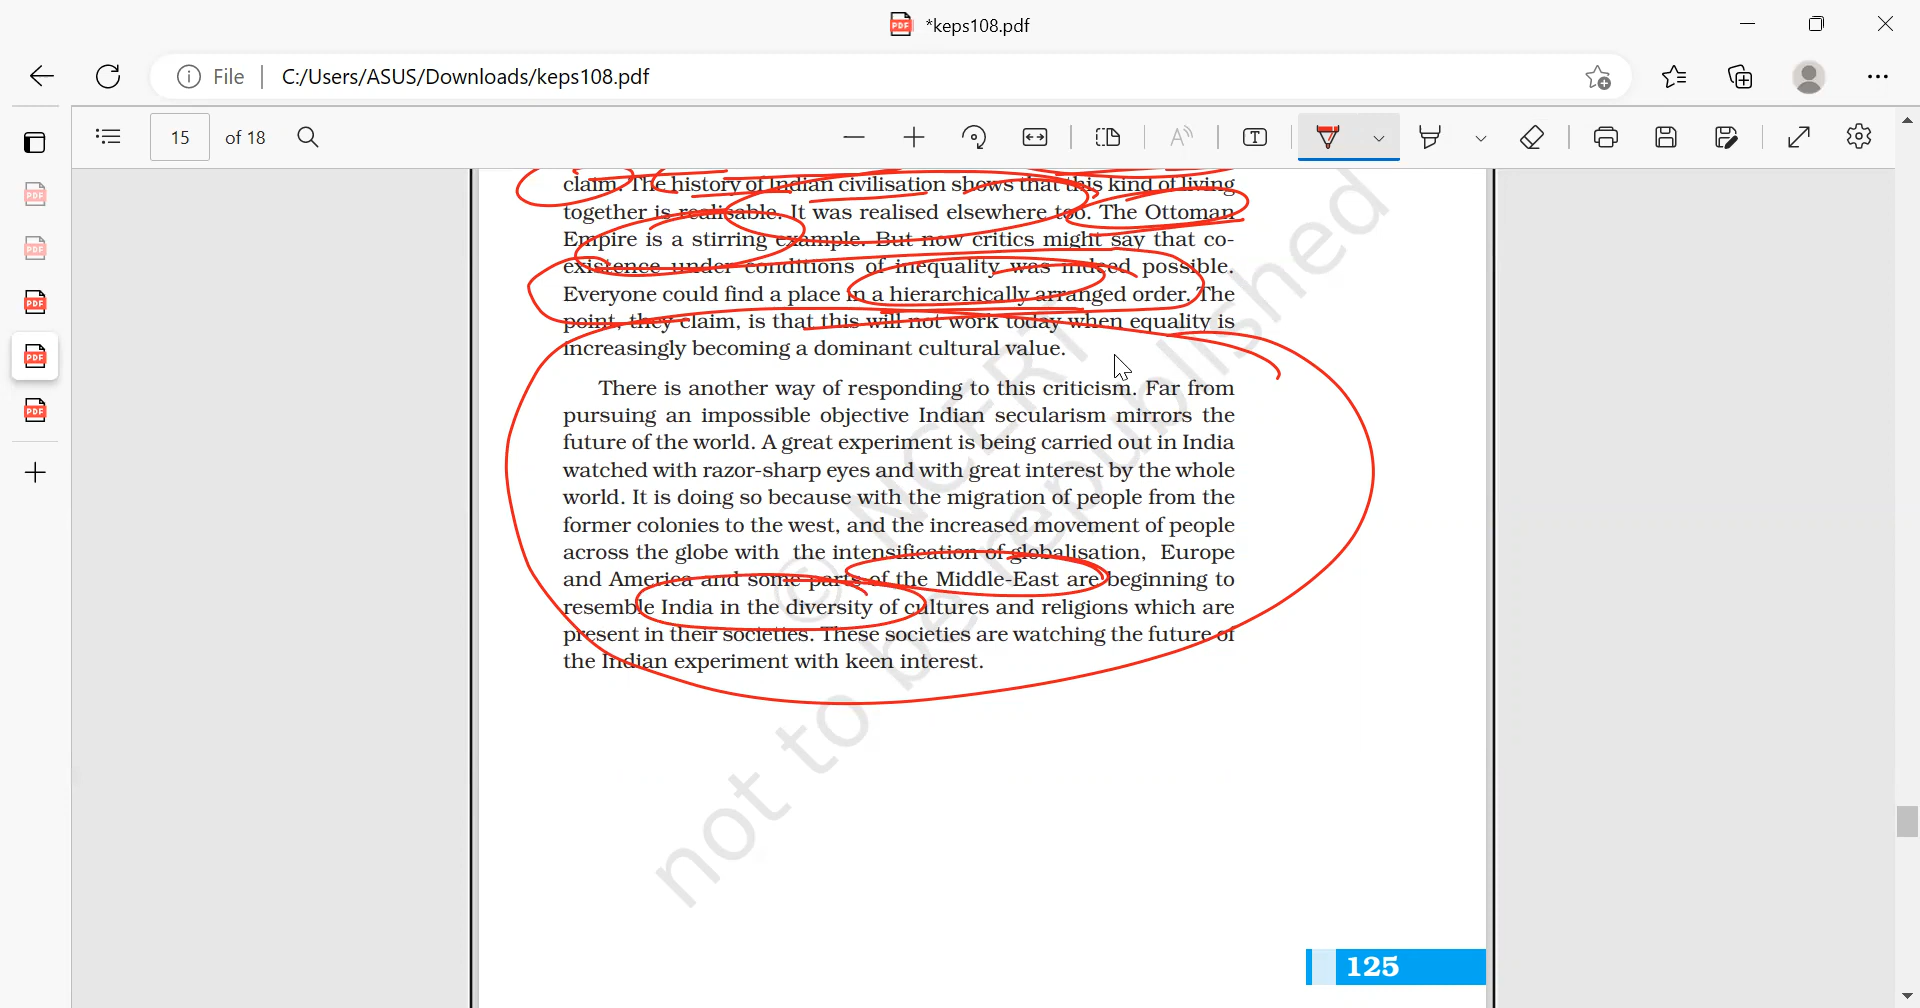 *keps108.pdf
File
C:/Users/ASUS/Downloads/keps108.pdf
15
of 18
claim. The history of Indian civilisation shows that this kind of living
together is realisable. It was realised elsewhere too. The Ottoman
Empire is a stirring example. But now critics might say that co-
existence under conditions of inequality was indeed possible.
Everyone could find a place in a hierarchically arranged order. The
point, they claim, is that this will not work today when equality is
increasingly becoming a dominant cultural value.
There is another way of responding to this criticism. Far from
pursuing an impossible objective Indian secularism mirrors the
future of the world. A great experiment is being carried out in India
watched with razor-sharp eyes and with great interest by the whole
world. It is doing so because with the migration of people from the
former colonies to the west, and the increased movement of people
across the globe with the intensification of globalisation, Europe
and America and some parts of the Middle-East are beginning to
resemble India in the diversity of cultures and religions which are
present in their societies. These societies are watching the future of
the Indian experiment with keen interest.
© NCERT
not to be republished
125